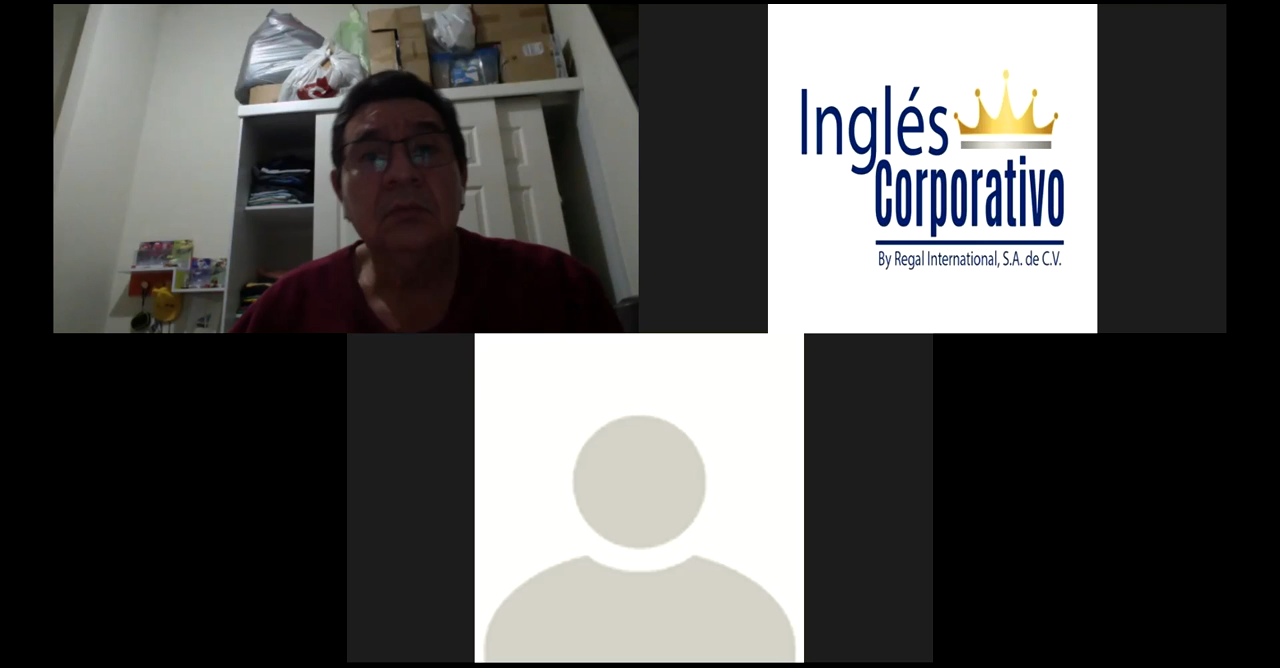 Inglés
Corporativo
By Regal International, S.A. de C.V.